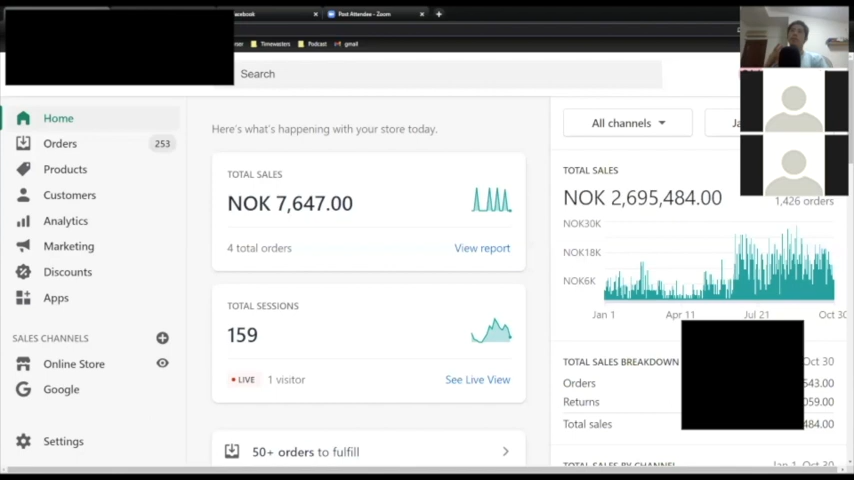 acebook
Post Attendee - Zoom
Timewasters
Podcast
gmail
Search
Home
Orders
253
Products
Customers
Analytics
Marketing
Discounts
Apps
SALES CHANNELS
Online Store
Google
Settings
Here's what's happening with your store today.
TOTAL SALES
NOK 7,647.00
4 total orders
View report
TOTAL SESSIONS
159
LIVE
1 visitor
See Live View
50+ orders to fulfill
All channels
Ja
TOTAL SALES
NOK 2,695,484.00
1,426 orders
NOK30K
NOK18K
NOK6K
Jan 1 Apr 11 Jul 21 Oct 30
TOTAL SALES BREAKDOWN
Oct 30
Orders
543.00
Returns
059.00
Total sales
484.00
TOTAL SALES BY CHANNEL
Jan 1-Oct 30